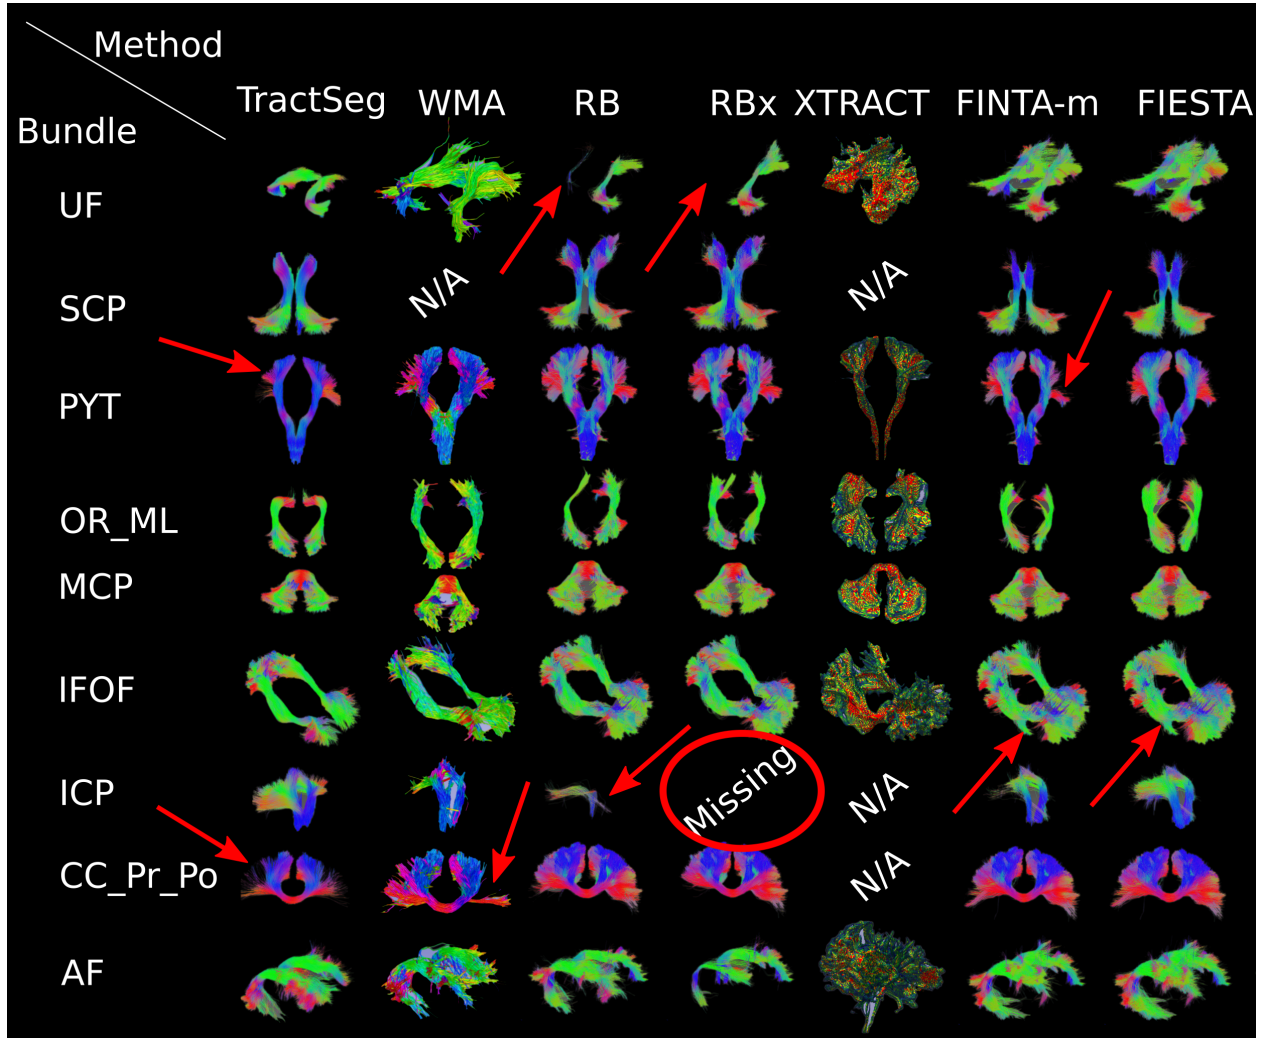 Method
Bundle
TractSeg WMA RB RBx XTRACT FINTA-m FIESTA
UF
SCP N/A N/A
PYT
OR_ML
MCP
IFOF
ICP Missing N/A
CC_Pr_Po N/A
AF